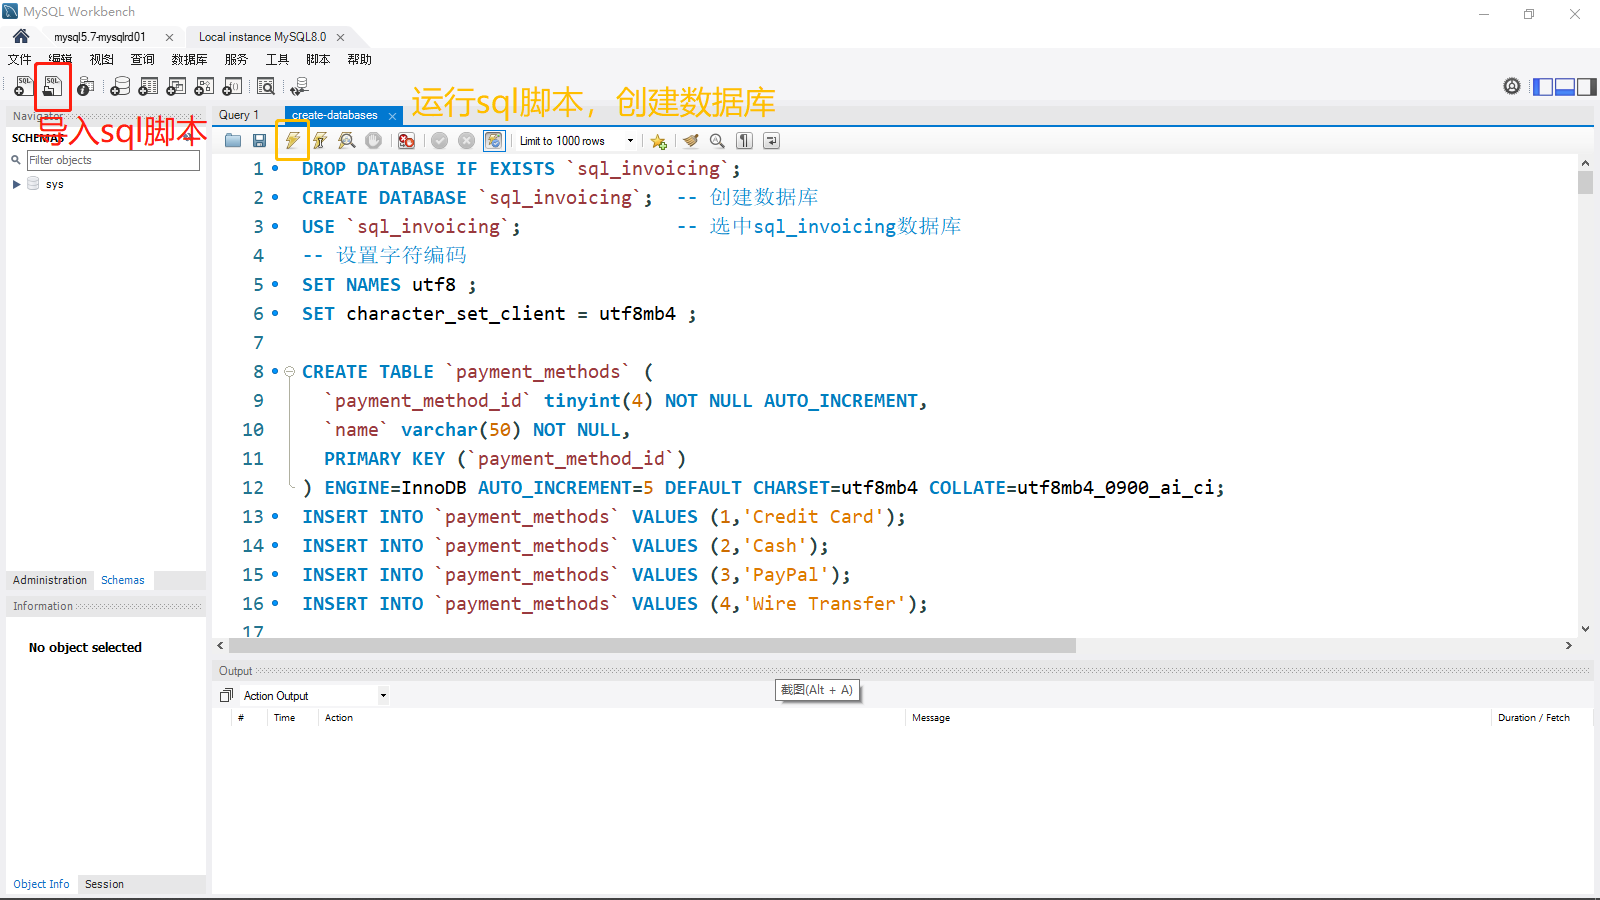 MySQL Workbench
mysql5.7-mysqlrd01
Local instance MySQL8.0
文件 编辑 视图 查询 数据库 服务 工具 脚本 帮助
运行sql脚本，创建数据库
导入sql脚本
Navigator
SCHEMAS
Filter objects
sys
Query 1
create-databases
Limit to 1000 rows
1 DROP DATABASE IF EXISTS `sql_invoicing`;
2 CREATE DATABASE `sql_invoicing`; -- 创建数据库
3 USE `sql_invoicing`; -- 选中sql_invoicing数据库
4 -- 设置字符编码
5 SET NAMES utf8 ;
6 SET character_set_client = utf8mb4 ;
7
8 CREATE TABLE `payment_methods` (
9 `payment_method_id` tinyint(4) NOT NULL AUTO_INCREMENT,
10 `name` varchar(50) NOT NULL,
11 PRIMARY KEY (`payment_method_id`)
12 ) ENGINE=InnoDB AUTO_INCREMENT=5 DEFAULT CHARSET=utf8mb4 COLLATE=utf8mb4_0900_ai_ci;
13 INSERT INTO `payment_methods` VALUES (1,'Credit Card');
14 INSERT INTO `payment_methods` VALUES (2,'Cash');
15 INSERT INTO `payment_methods` VALUES (3,'PayPal');
16 INSERT INTO `payment_methods` VALUES (4,'Wire Transfer');
17
Administration Schemas
Information
No object selected
Object Info Session
Output
截图(Alt + A)
Action Output
# Time Action Message Duration / Fetch